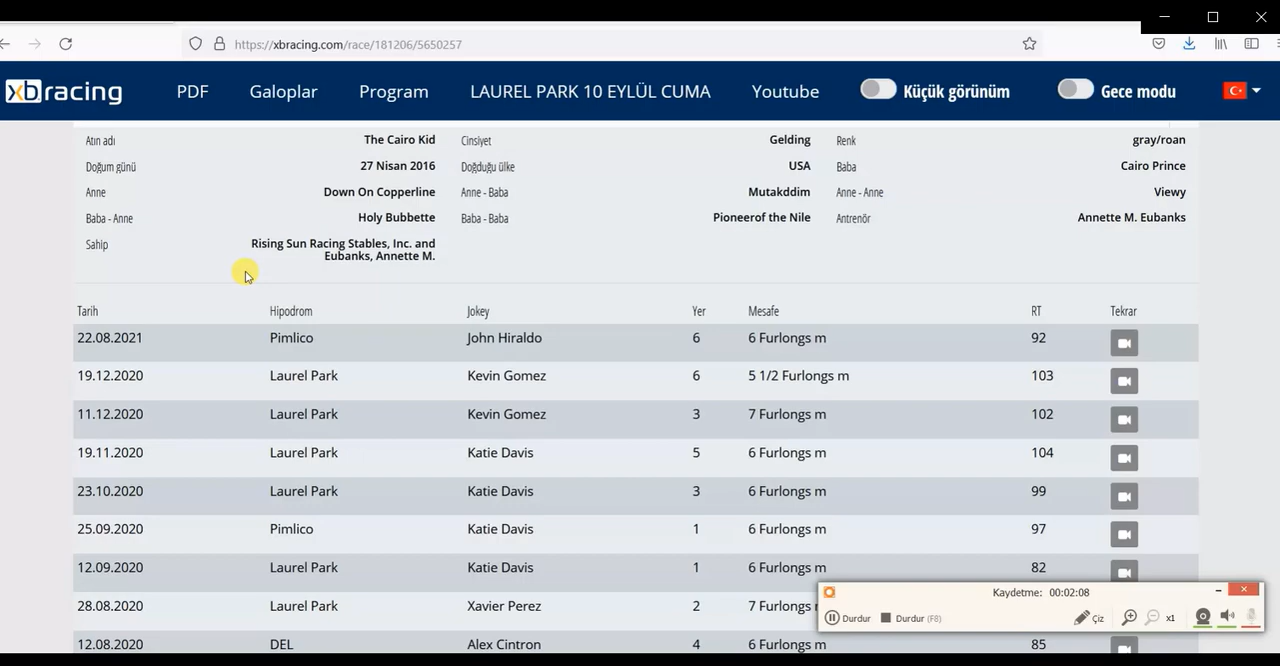 https://xbracing.com/race/181206/5650257
xbracing PDF Galoplar Program LAUREL PARK 10 EYLÜL CUMA Youtube Küçük görünüm Gece modu
Atın adı The Cairo Kid Cinsiyet Gelding Renk gray/roan
Doğum günü 27 Nisan 2016 Doğduğu ülke USA Baba Cairo Prince
Anne Down On Copperline Anne - Baba Mutakddim Anne - Anne Viewy
Baba - Anne Holy Bubbette Baba - Baba Pioneerof the Nile Antrenör Annette M. Eubanks
Sahip Rising Sun Racing Stables, Inc. and
Eubanks, Annette M.
Tarih Hipodrom Jokey Yer Mesafe RT Tekrar
22.08.2021 Pimlico John Hiraldo 6 6 Furlongs m 92
19.12.2020 Laurel Park Kevin Gomez 6 5 1/2 Furlongs m 103
11.12.2020 Laurel Park Kevin Gomez 3 7 Furlongs m 102
19.11.2020 Laurel Park Katie Davis 5 6 Furlongs m 104
23.10.2020 Laurel Park Katie Davis 3 6 Furlongs m 99
25.09.2020 Pimlico Katie Davis 1 6 Furlongs m 97
12.09.2020 Laurel Park Katie Davis 1 6 Furlongs m 82
Kaydetme: 00:02:08
28.08.2020 Laurel Park Xavier Perez 2 7 Furlongs
Durdur Durdur (F8) Çiz x1
12.08.2020 DEL Alex Cintron 4 6 Furlongs m 85